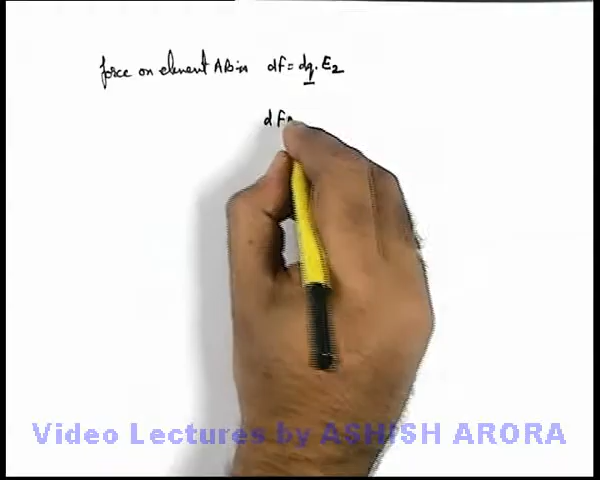 force on element AB is df = dq. E₂
dF =
Video Lectures by ASHISH ARORA